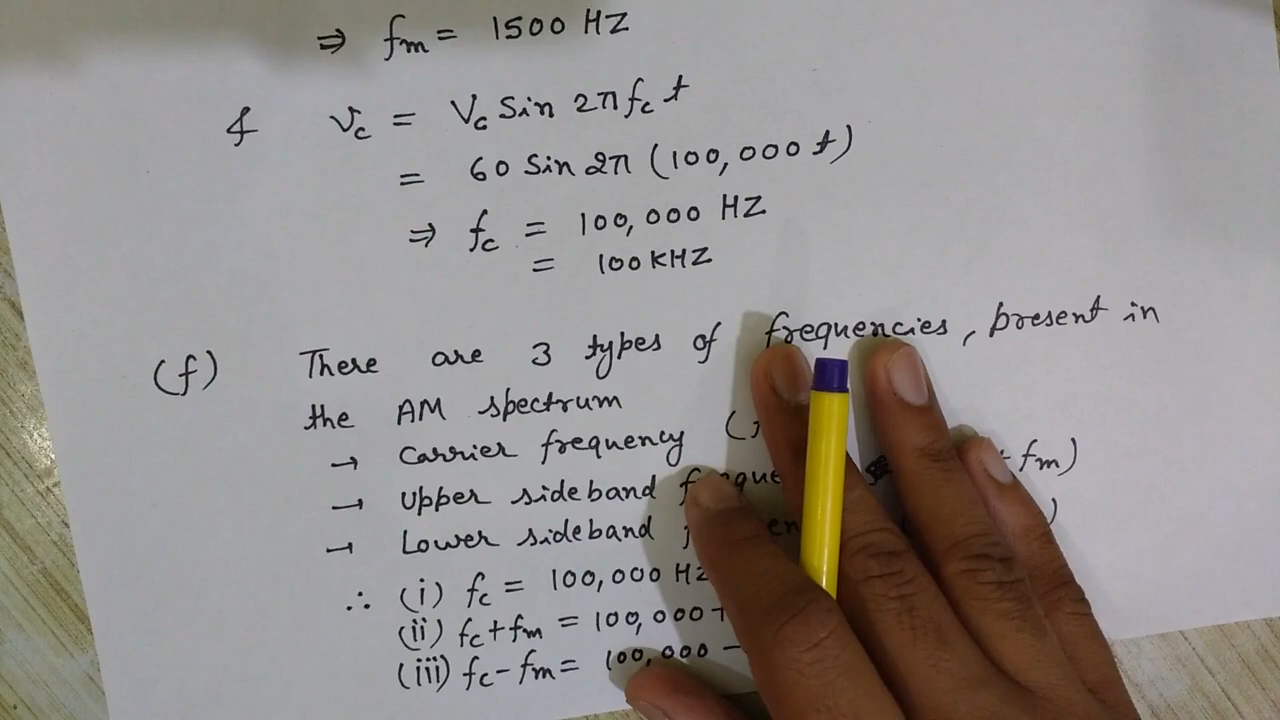 ⇒ fm = 1500 HZ
& Vc = Vc Sin 2π fc t
= 60 Sin 2π (100,000 t)
⇒ fc = 100,000 HZ
= 100 KHZ
(f) There are 3 types of frequencies, present in
the AM spectrum
→ Carrier frequency (
→ Upper sideband fm)
→ Lower sideband )
∴ (i) fc = 100,000 HZ
(ii) fc+fm = 100,000 +
(iii) fc-fm = 100,000 -